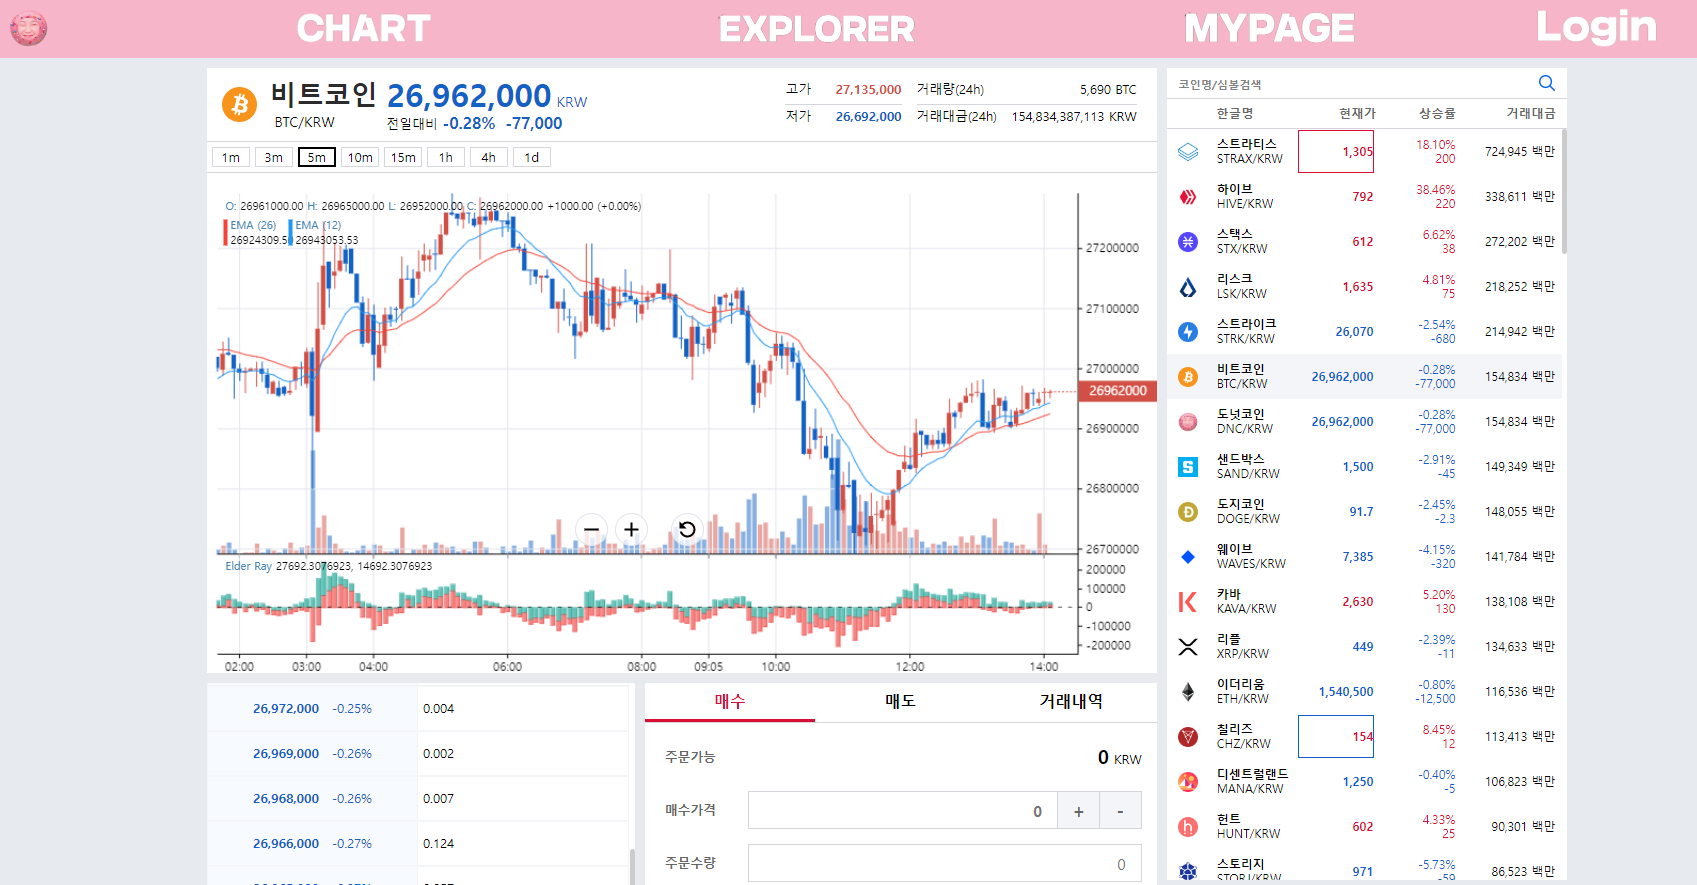 CHART EXPLORER MYPAGE Login
비트코인 26,962,000 KRW
BTC/KRW 전일대비 -0.28% -77,000
고가 27,135,000 거래량(24h) 5,690 BTC
저가 26,692,000 거래대금(24h) 154,834,387,113 KRW
1m 3m 5m 10m 15m 1h 4h 1d
O: 26961000.00 H: 26965000.00 L: 26952000.00 C: 26962000.00 +1000.00 (+0.00%)
EMA (26) EMA (12)
26924309.50 26943053.53
27200000
27100000
27000000
26962000
26900000
26800000
26700000
Elder Ray 27692.3076923, 14692.3076923
200000
100000
0
-100000
-200000
02:00 03:00 04:00 06:00 08:00 09:05 10:00 12:00 14:00
26,972,000 -0.25% 0.004
26,969,000 -0.26% 0.002
26,968,000 -0.26% 0.007
26,966,000 -0.27% 0.124
매수 매도 거래내역
주문가능 0 KRW
매수가격 0 + -
주문수량 0
코인명/심볼검색
한글명 현재가 상승률 거래대금
스트라티스 1,305 18.10% 724,945 백만
STRAX/KRW 200
하이브 792 38.46% 338,611 백만
HIVE/KRW 220
스택스 612 6.62% 272,202 백만
STX/KRW 38
리스크 1,635 4.81% 218,252 백만
LSK/KRW 75
스트라이크 26,070 -2.54% 214,942 백만
STRK/KRW -680
비트코인 26,962,000 -0.28% 154,834 백만
BTC/KRW -77,000
도넛코인 26,962,000 -0.28% 154,834 백만
DNC/KRW -77,000
샌드박스 1,500 -2.91% 149,349 백만
SAND/KRW -45
도지코인 91.7 -2.45% 148,055 백만
DOGE/KRW -2.3
웨이브 7,385 -4.15% 141,784 백만
WAVES/KRW -320
카바 2,630 5.20% 138,108 백만
KAVA/KRW 130
리플 449 -2.39% 134,633 백만
XRP/KRW -11
이더리움 1,540,500 -0.80% 116,536 백만
ETH/KRW -12,500
칠리즈 154 8.45% 113,413 백만
CHZ/KRW 12
디센트럴랜드 1,250 -0.40% 106,823 백만
MANA/KRW -5
헌트 602 4.33% 90,301 백만
HUNT/KRW 25
스토리지 971 -5.73% 86,523 백만
STORJ/KRW -59